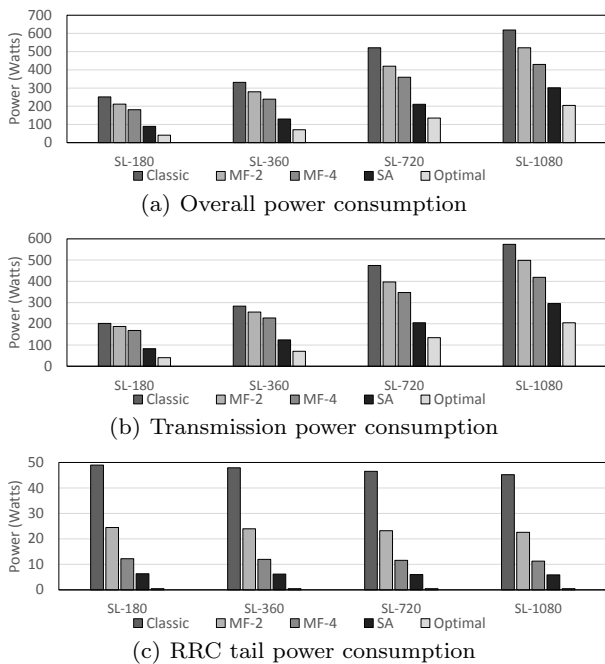 700
600
500
400
300
200
100
0
Power (Watts)
SL-180 SL-360 SL-720 SL-1080
Classic MF-2 MF-4 SA Optimal
(a) Overall power consumption
600
500
400
300
200
100
0
Power (Watts)
SL-180 SL-360 SL-720 SL-1080
Classic MF-2 MF-4 SA Optimal
(b) Transmission power consumption
50
40
30
20
10
0
Power (Watts)
SL-180 SL-360 SL-720 SL-1080
Classic MF-2 MF-4 SA Optimal
(c) RRC tail power consumption